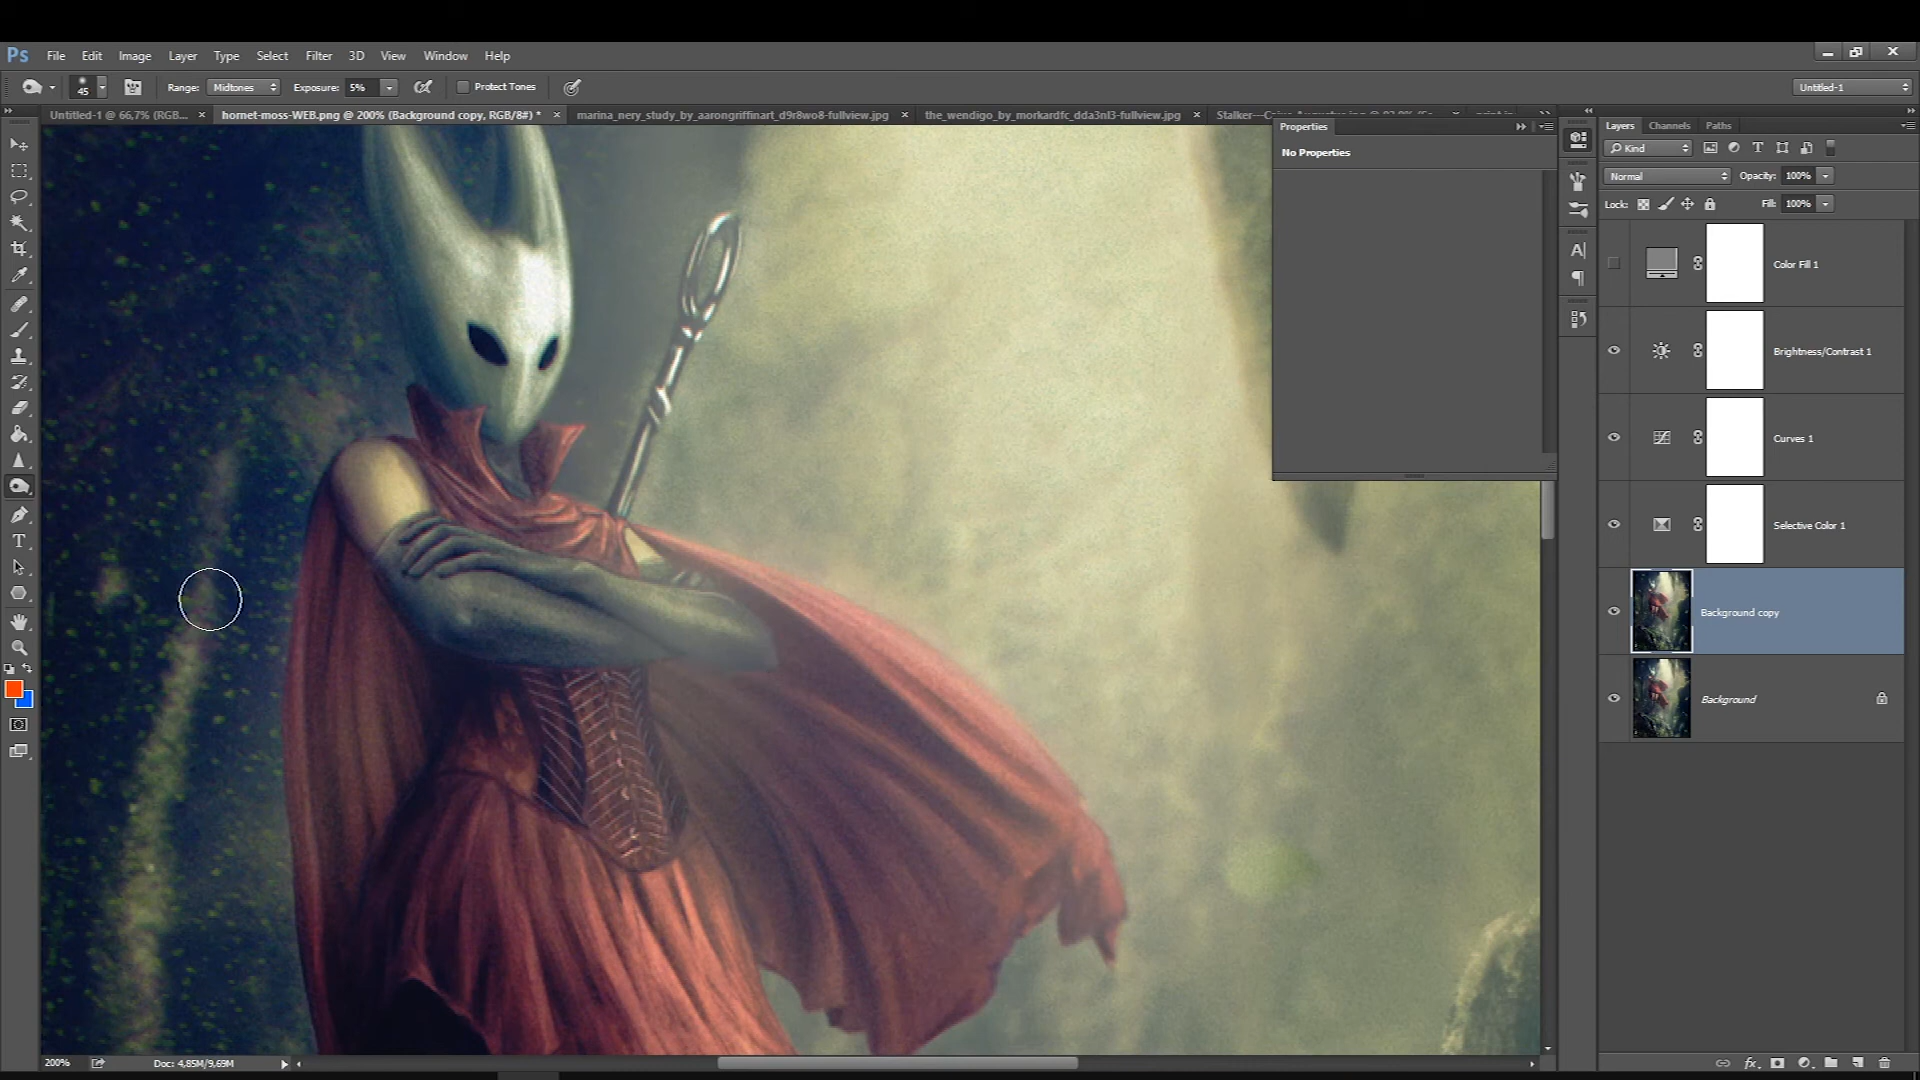 Ps File Edit Image Layer Type Select Filter 3D View Window Help
45 Range: Midtones Exposure: 5% Protect Tones Untitled-1
Untitled-1 @ 66,7% (RGB... × hornet-moss-WEB.png @ 200% (Background copy, RGB/8#) * × marina_nery_study_by_aarongriffinart_d9r8wo8-fullview.jpg × the_wendigo_by_morkardfc_dda3nl3-fullview.jpg ×
Properties
No Properties
Layers Channels Paths
Kind
Normal Opacity: 100%
Lock: Fill: 100%
Color Fill 1
Brightness/Contrast 1
Curves 1
Selective Color 1
Background copy
Background
200% Doc: 4,85M/9,69M